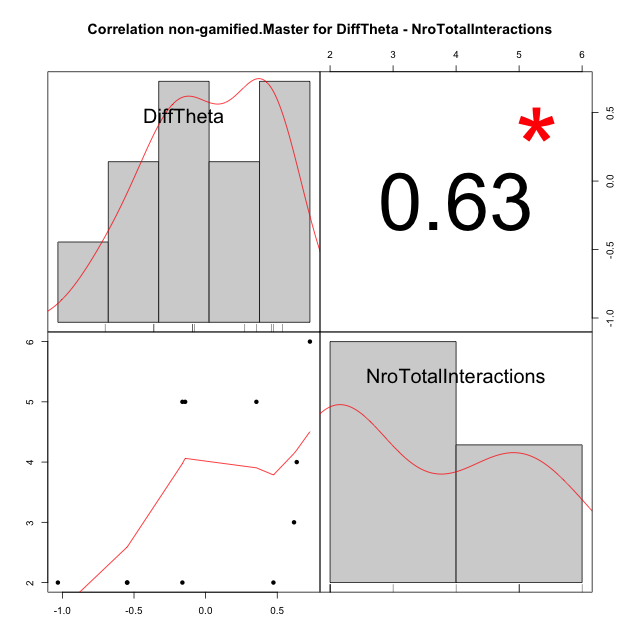 Correlation non-gamified.Master for DiffTheta - NroTotalInteractions
2 3 4 5 6
DiffTheta
*
0.63
0.5
0.0
-0.5
-1.0
NroTotalInteractions
6
5
4
3
2
-1.0 -0.5 0.0 0.5